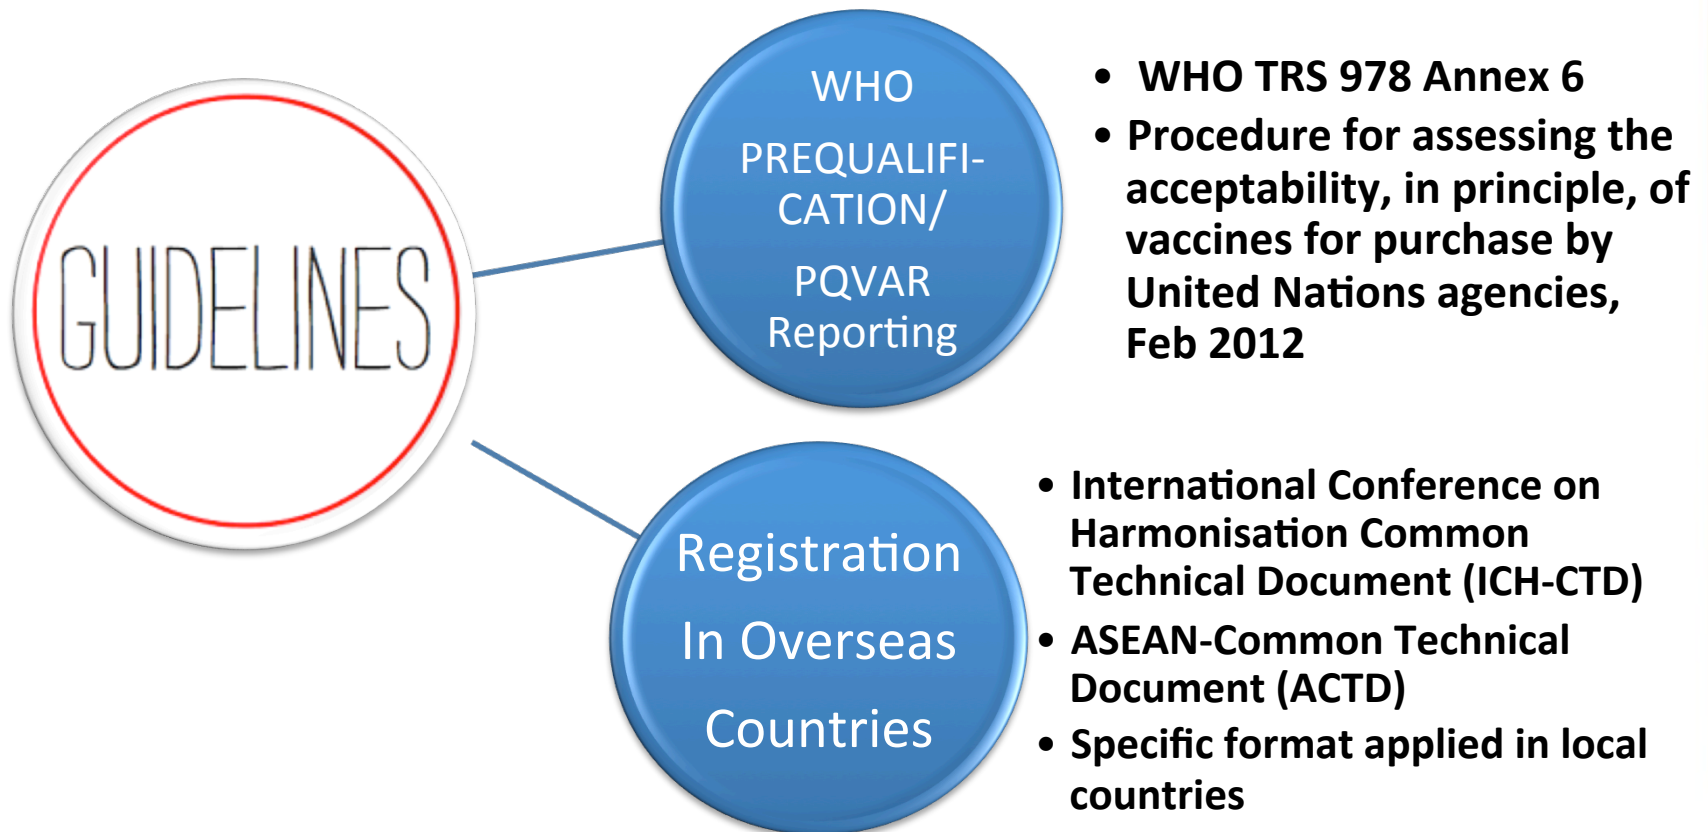 GUIDELINES
WHO
PREQUALIFI-
CATION/
PQVAR
Reporting
• WHO TRS 978 Annex 6
• Procedure for assessing the
acceptability, in principle, of
vaccines for purchase by
United Nations agencies,
Feb 2012
Registration
In Overseas
Countries
• International Conference on
Harmonisation Common
Technical Document (ICH-CTD)
• ASEAN-Common Technical
Document (ACTD)
• Specific format applied in local
countries